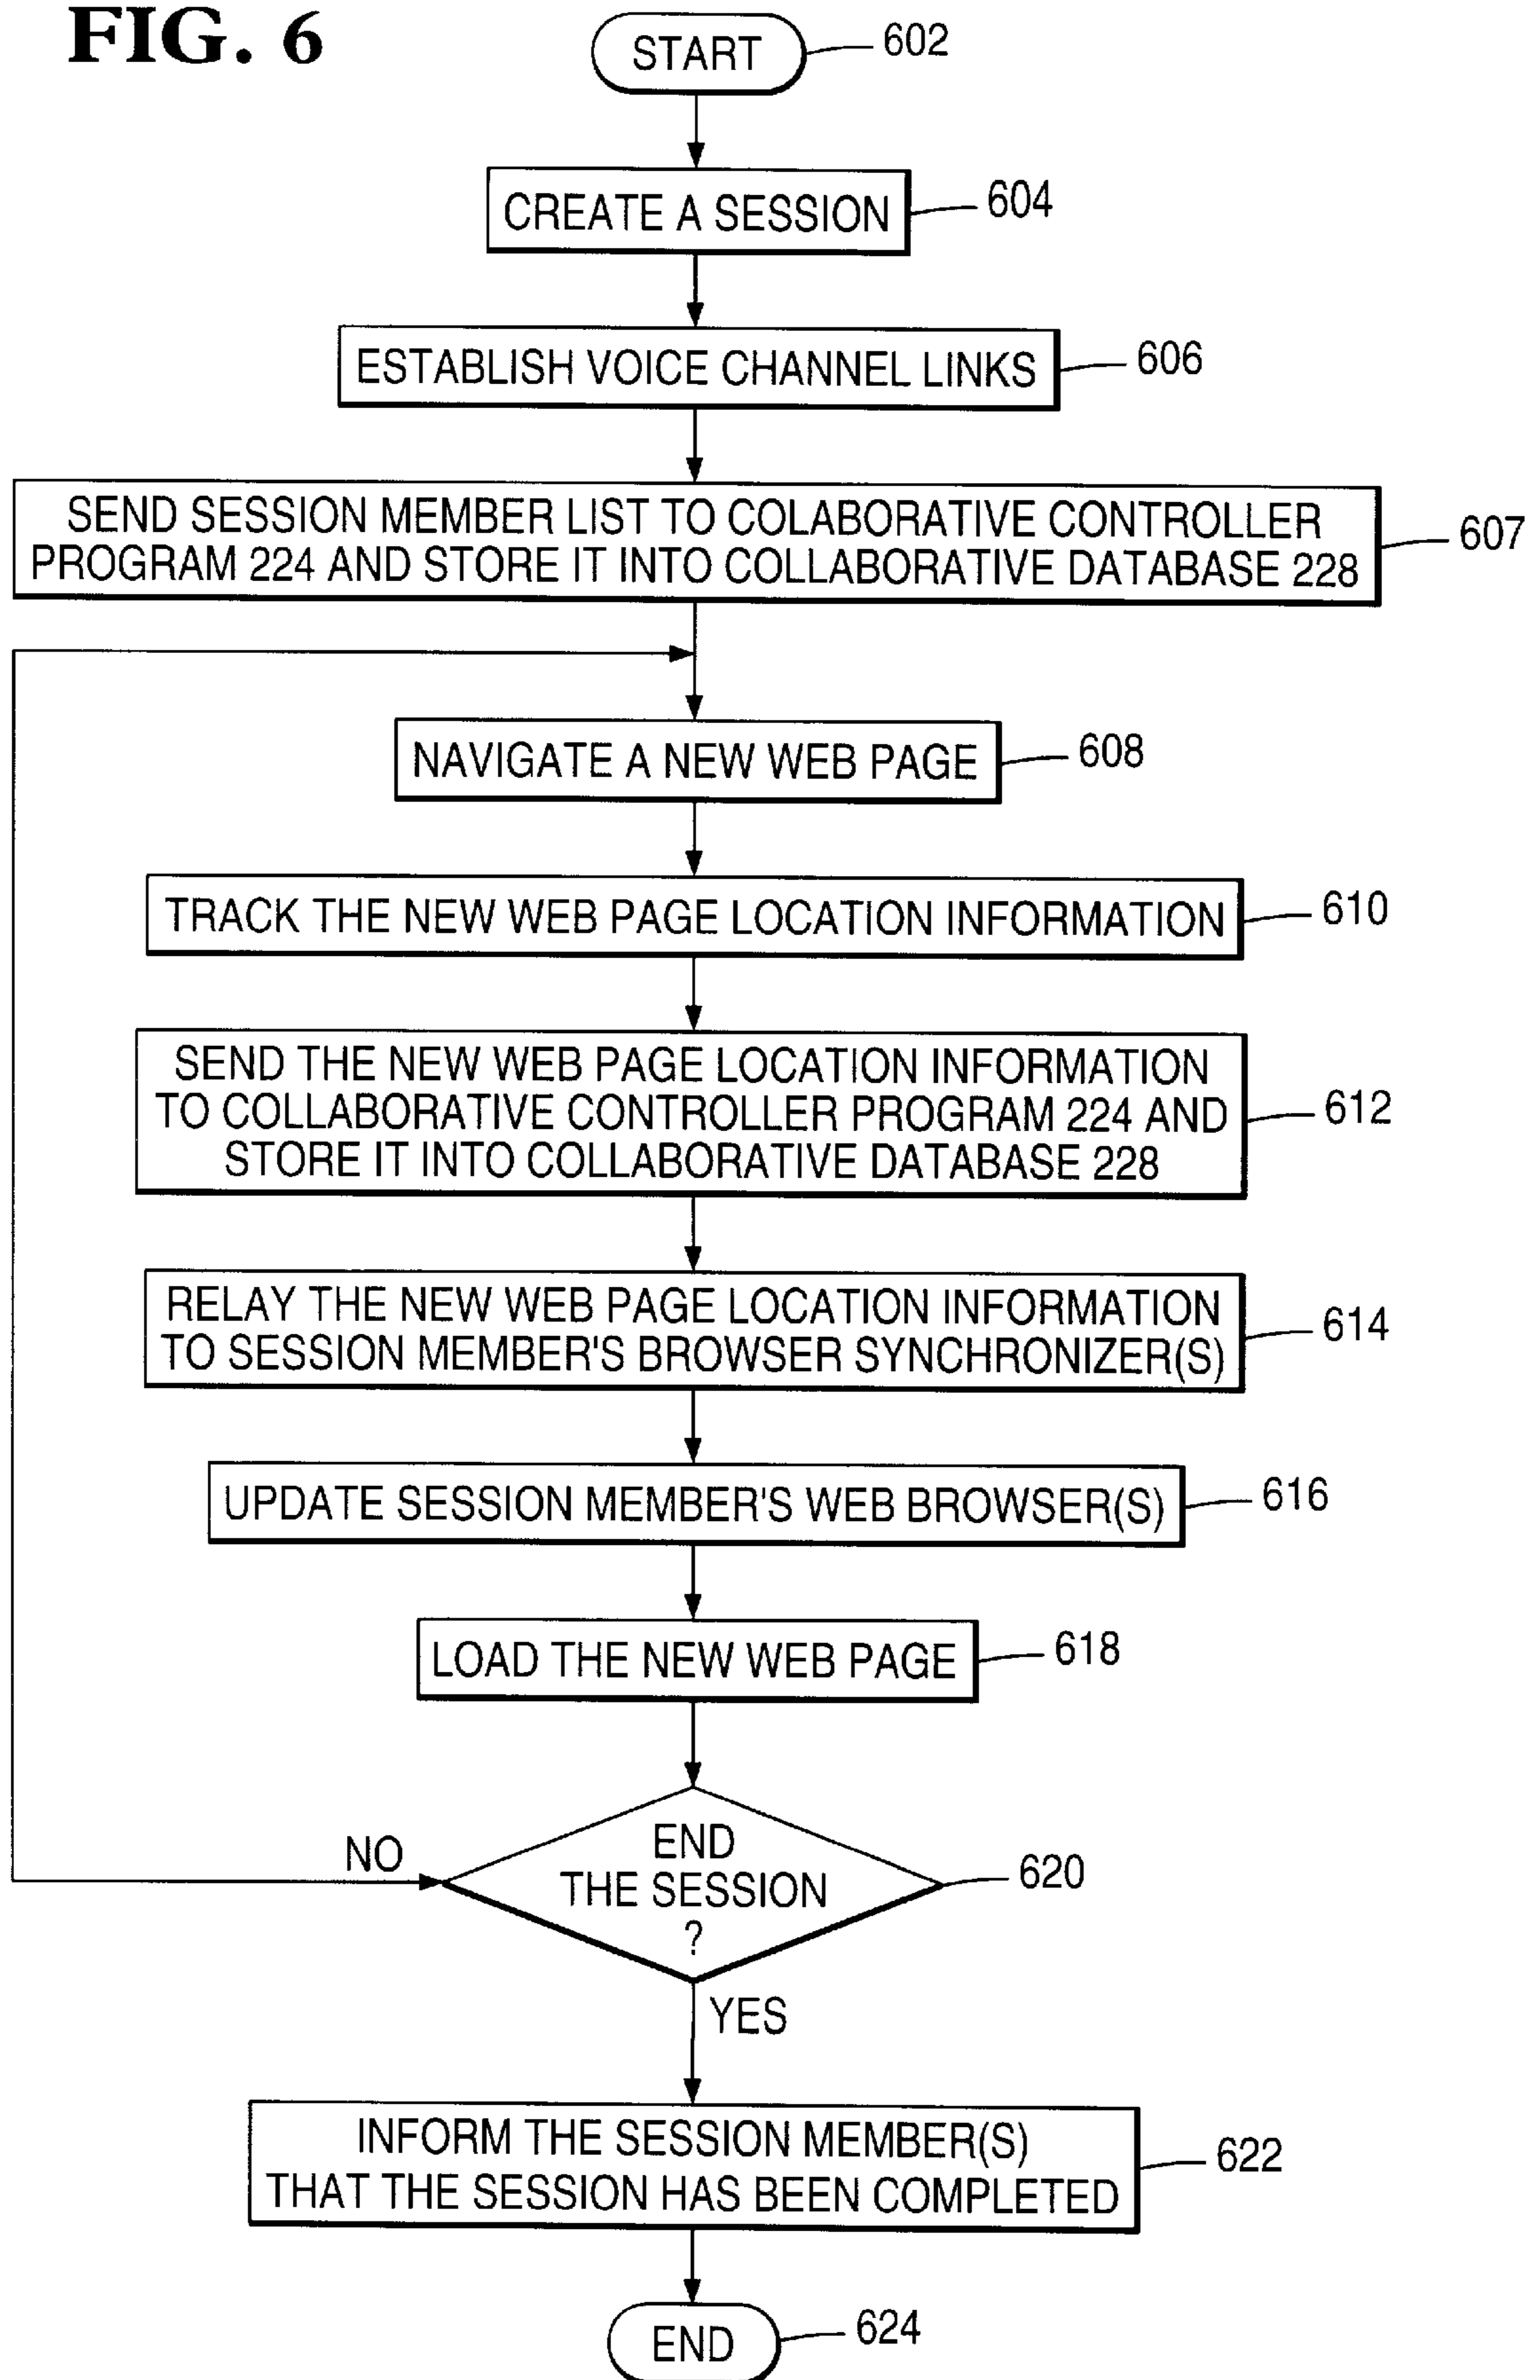 FIG. 6
START
602
CREATE A SESSION
604
ESTABLISH VOICE CHANNEL LINKS
606
SEND SESSION MEMBER LIST TO COLABORATIVE CONTROLLER
PROGRAM 224 AND STORE IT INTO COLLABORATIVE DATABASE 228
607
NAVIGATE A NEW WEB PAGE
608
TRACK THE NEW WEB PAGE LOCATION INFORMATION
610
SEND THE NEW WEB PAGE LOCATION INFORMATION
TO COLLABORATIVE CONTROLLER PROGRAM 224 AND
STORE IT INTO COLLABORATIVE DATABASE 228
612
RELAY THE NEW WEB PAGE LOCATION INFORMATION
TO SESSION MEMBER'S BROWSER SYNCHRONIZER(S)
614
UPDATE SESSION MEMBER'S WEB BROWSER(S)
616
LOAD THE NEW WEB PAGE
618
NO
END
THE SESSION
?
620
YES
INFORM THE SESSION MEMBER(S)
THAT THE SESSION HAS BEEN COMPLETED
622
END
624